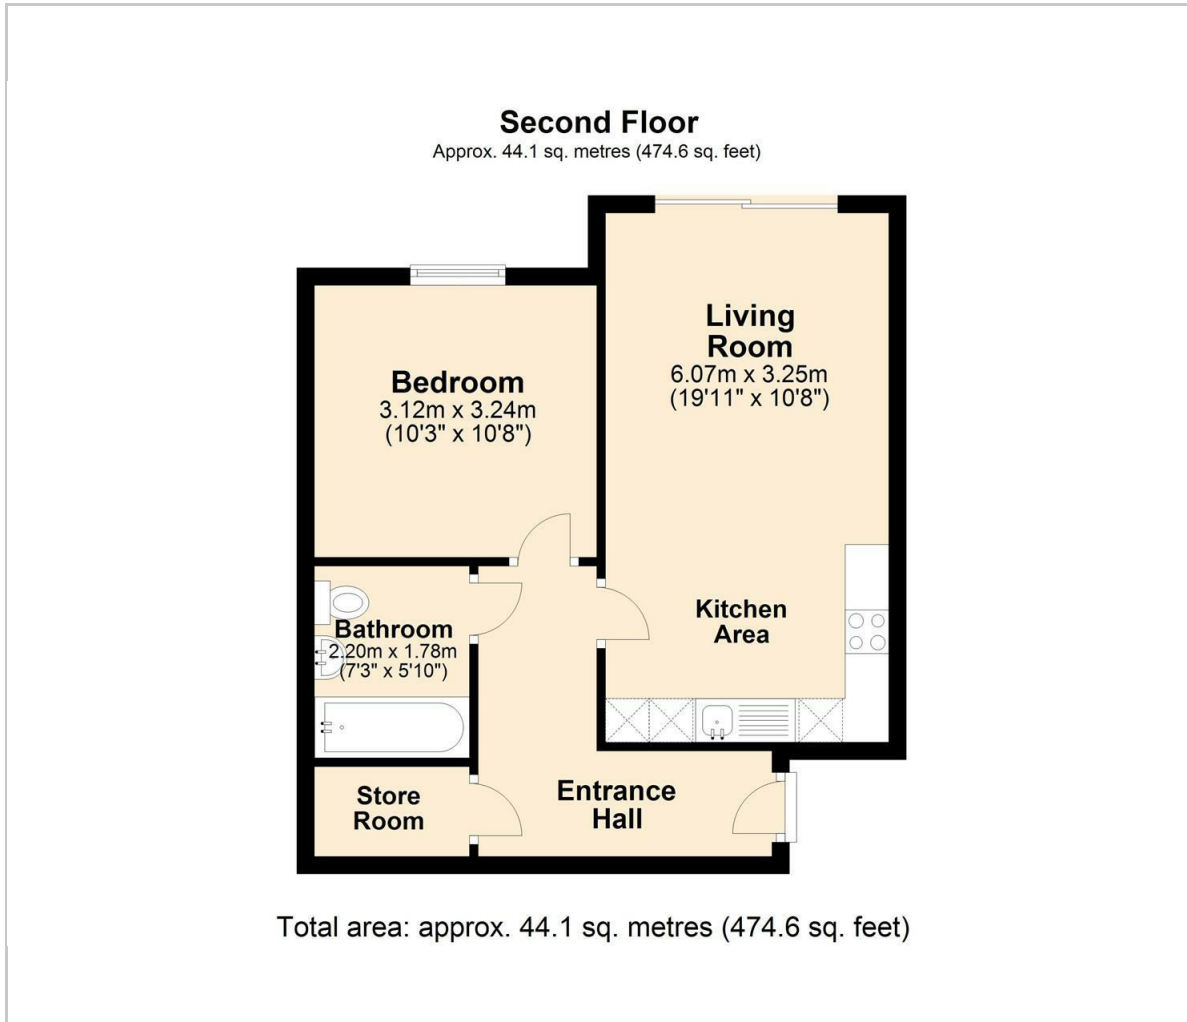 Second Floor
Approx. 44.1 sq. metres (474.6 sq. feet)
Living
Room
6.07m x 3.25m
(19'11" x 10'8")
Bedroom
3.12m x 3.24m
(10'3" x 10'8")
Kitchen
Area
Bathroom
2.20m x 1.78m
(7'3" x 5'10")
Store
Room
Entrance
Hall
Total area: approx. 44.1 sq. metres (474.6 sq. feet)